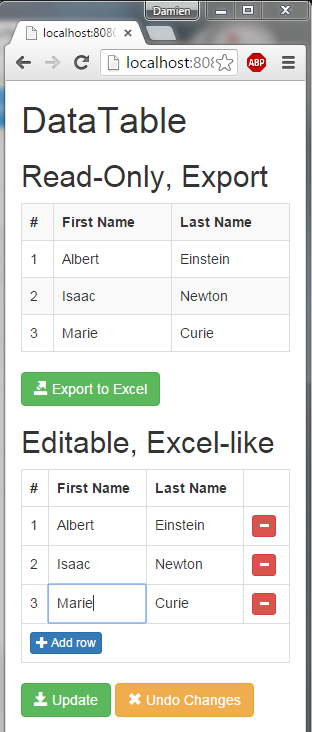 Damien
localhost:8080
localhost:808
ABP
DataTable
Read-Only, Export
# First Name Last Name
1 Albert Einstein
2 Isaac Newton
3 Marie Curie
Export to Excel
Editable, Excel-like
# First Name Last Name
1 Albert Einstein
2 Isaac Newton
3 Marie Curie
Add row
Update Undo Changes